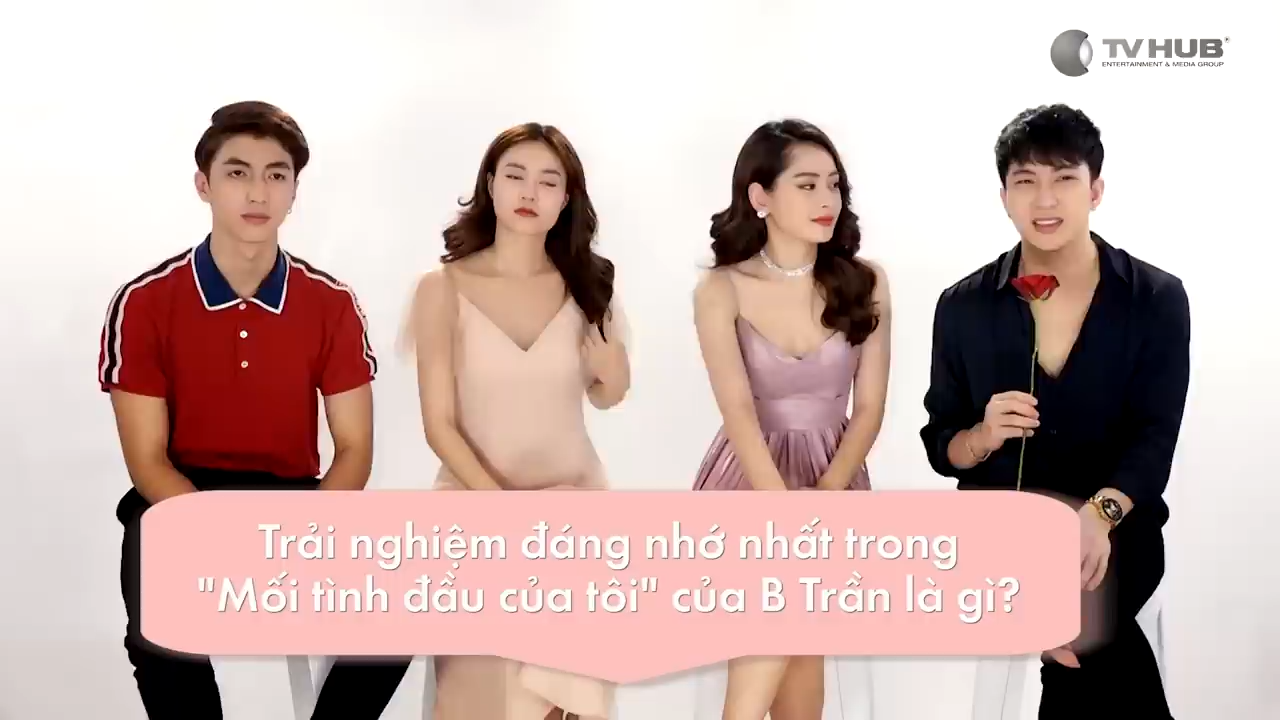 TV HUB
ENTERTAINMENT & MEDIA GROUP
Trải nghiệm đáng nhớ nhất trong
"Mối tình đầu của tôi" của B Trần là gì?